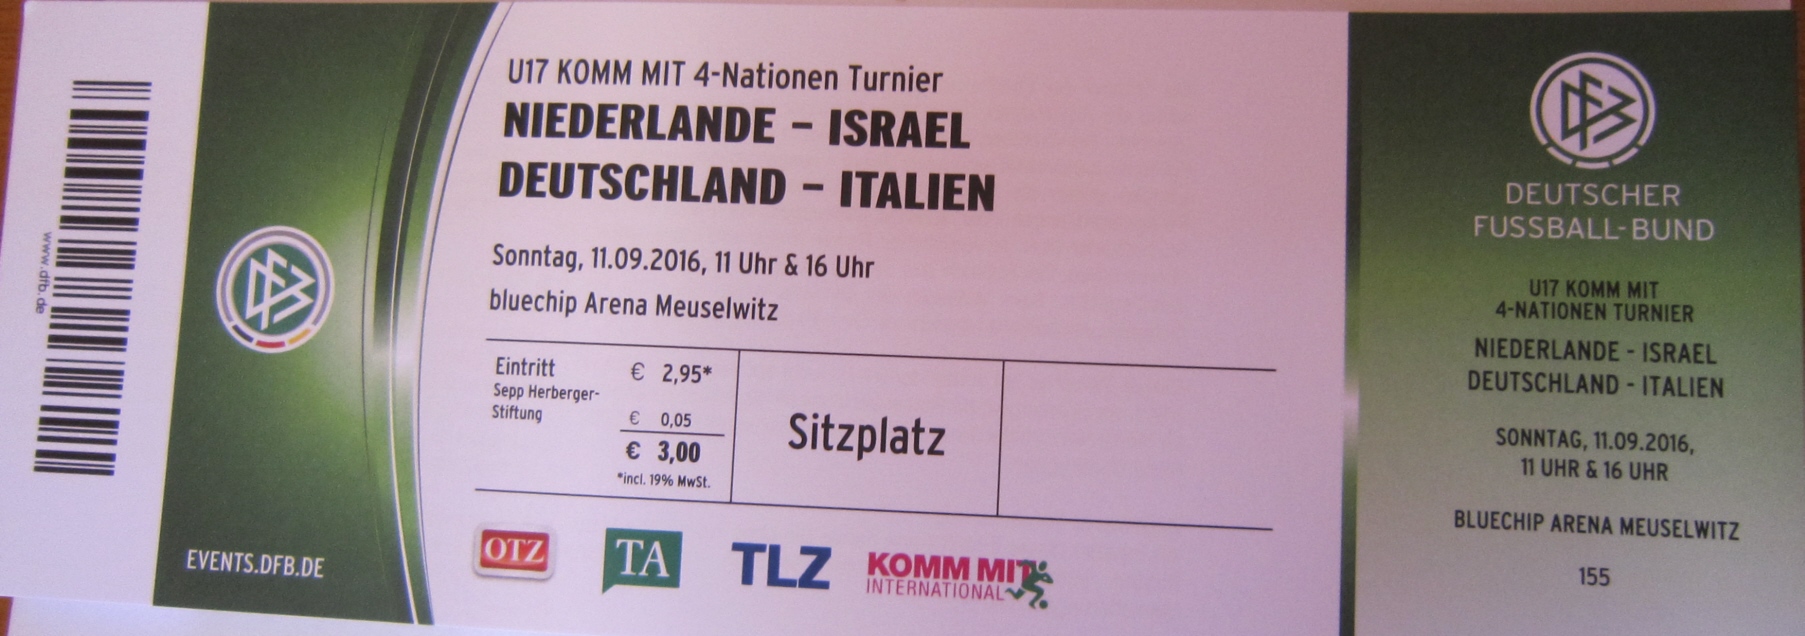 www.dfb.de
EVENTS.DFB.DE
U17 KOMM MIT 4-Nationen Turnier
NIEDERLANDE – ISRAEL
DEUTSCHLAND – ITALIEN
Sonntag, 11.09.2016, 11 Uhr & 16 Uhr
bluechip Arena Meuselwitz
Eintritt € 2,95*
Sepp Herberger-
Stiftung € 0,05
€ 3,00
*incl. 19% MwSt.
Sitzplatz
OTZ
TA
TLZ
KOMM MIT
INTERNATIONAL
DEUTSCHER
FUSSBALL-BUND
U17 KOMM MIT
4-NATIONEN TURNIER
NIEDERLANDE - ISRAEL
DEUTSCHLAND - ITALIEN
SONNTAG, 11.09.2016,
11 UHR & 16 UHR
BLUECHIP ARENA MEUSELWITZ
155